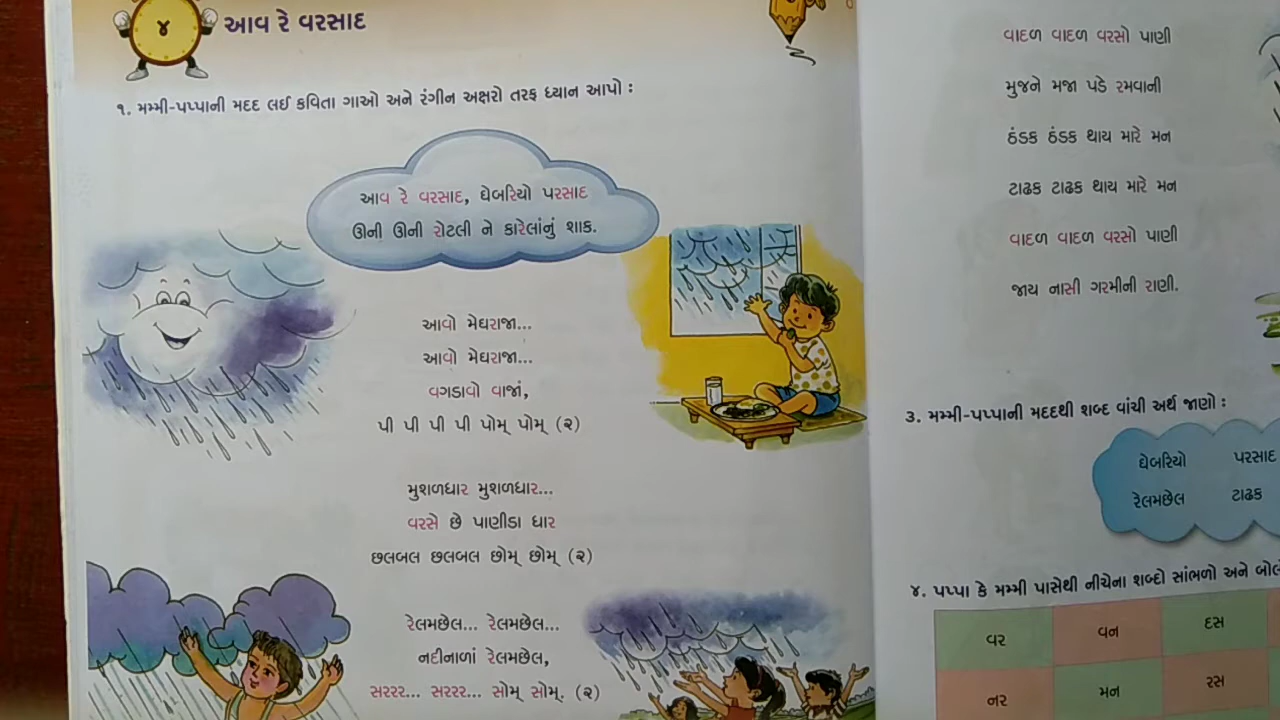 ૪
આવ રે વરસાદ
૧. મમ્મી-પપ્પાની મદદ લઈ કવિતા ગાઓ અને રંગીન અક્ષરો તરફ ધ્યાન આપો :
આવ રે વરસાદ, ઘેબરિયો પરસાદ
ઊની ઊની રોટલી ને કારેલાંનું શાક.
આવો મેઘરાજા...
આવો મેઘરાજા...
વગડાવો વાજાં,
પી પી પી પી પોમ્ પોમ્ (૨)
મુશળધાર મુશળધાર...
વરસે છે પાણીડા ધાર
છલબલ છલબલ છોમ્ છોમ્ (૨)
રેલમછેલ... રેલમછેલ...
નદીનાળાં રેલમછેલ,
સરરર... સરરર... સોમ્ સોમ્. (૨)
વાદળ વાદળ વરસો પાણી
મુજને મજા પડે રમવાની
ઠંડક ઠંડક થાય મારે મન
ટાઢક ટાઢક થાય મારે મન
વાદળ વાદળ વરસો પાણી
જાય નાસી ગરમીની રાણી.
૩. મમ્મી-પપ્પાની મદદથી શબ્દ વાંચી અર્થ જાણો :
ઘેબરિયો પરસાદ
રેલમછેલ ટાઢક
૪. પપ્પા કે મમ્મી પાસેથી નીચેના શબ્દો સાંભળો અને
વર વન દસ
નર મન રસ